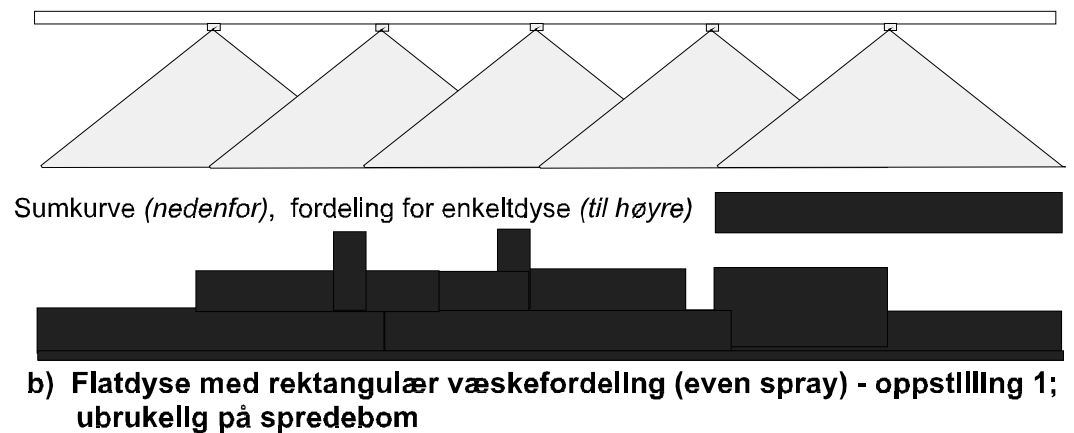 Sumkurve (nedenfor), fordeling for enkeltdyse (til høyre)
b) Flatdyse med rektangulær væskefordeling (even spray) - oppstilling 1;
ubrukelig på spredebom